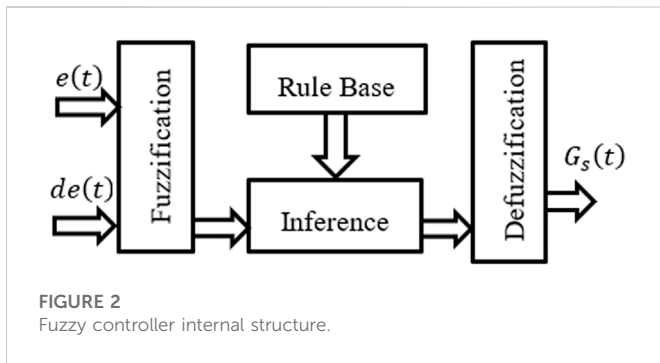 e(t)
de(t)
Fuzzification
Rule Base
Inference
Defuzzification
G_s(t)
FIGURE 2
Fuzzy controller internal structure.